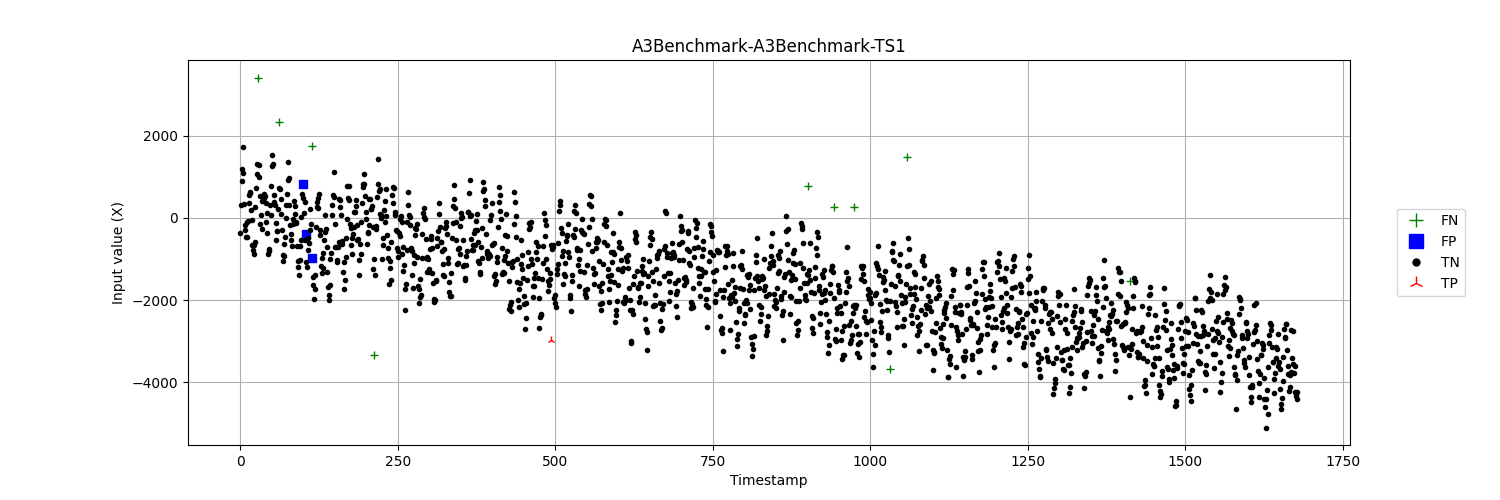 A3Benchmark-A3Benchmark-TS1
Input value (X)
2000
0
−2000
−4000
0 250 500 750 1000 1250 1500 1750
Timestamp
FN
FP
TN
TP